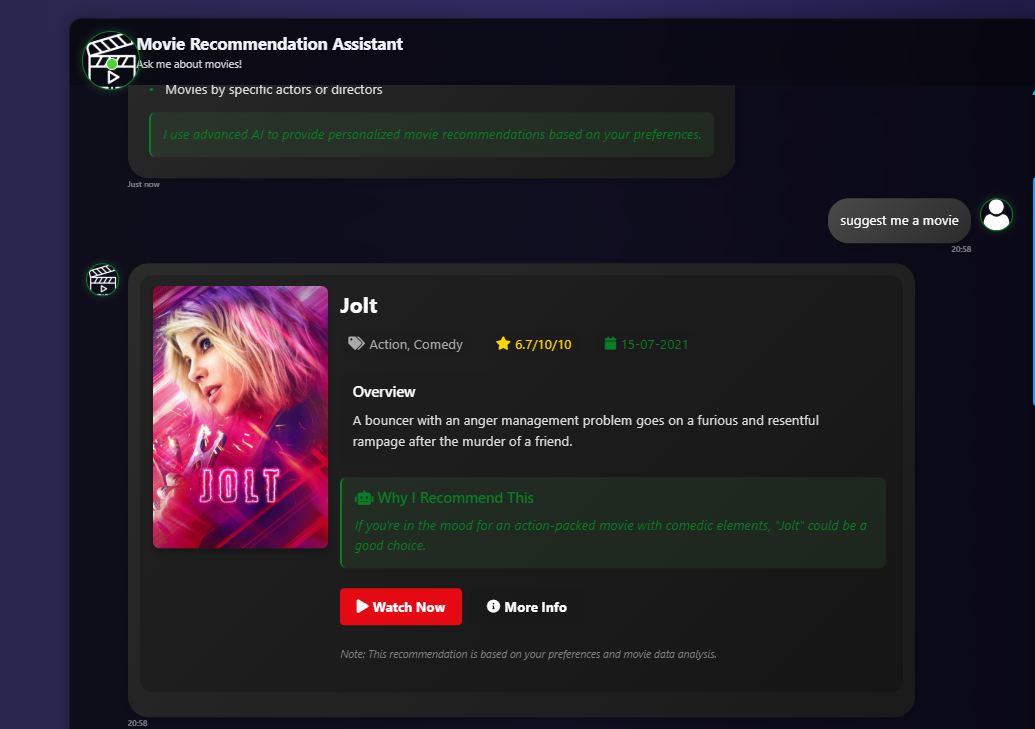 Movie Recommendation Assistant
Ask me about movies!
Movies by specific actors or directors
I use advanced AI to provide personalized movie recommendations based on your preferences.
Just now
suggest me a movie
20:58
Jolt
Action, Comedy
6.7/10/10
15-07-2021
Overview
A bouncer with an anger management problem goes on a furious and resentful
rampage after the murder of a friend.
JOLT
Why I Recommend This
If you're in the mood for an action-packed movie with comedic elements, "Jolt" could be a
good choice.
Watch Now
More Info
Note: This recommendation is based on your preferences and movie data analysis.
20:58